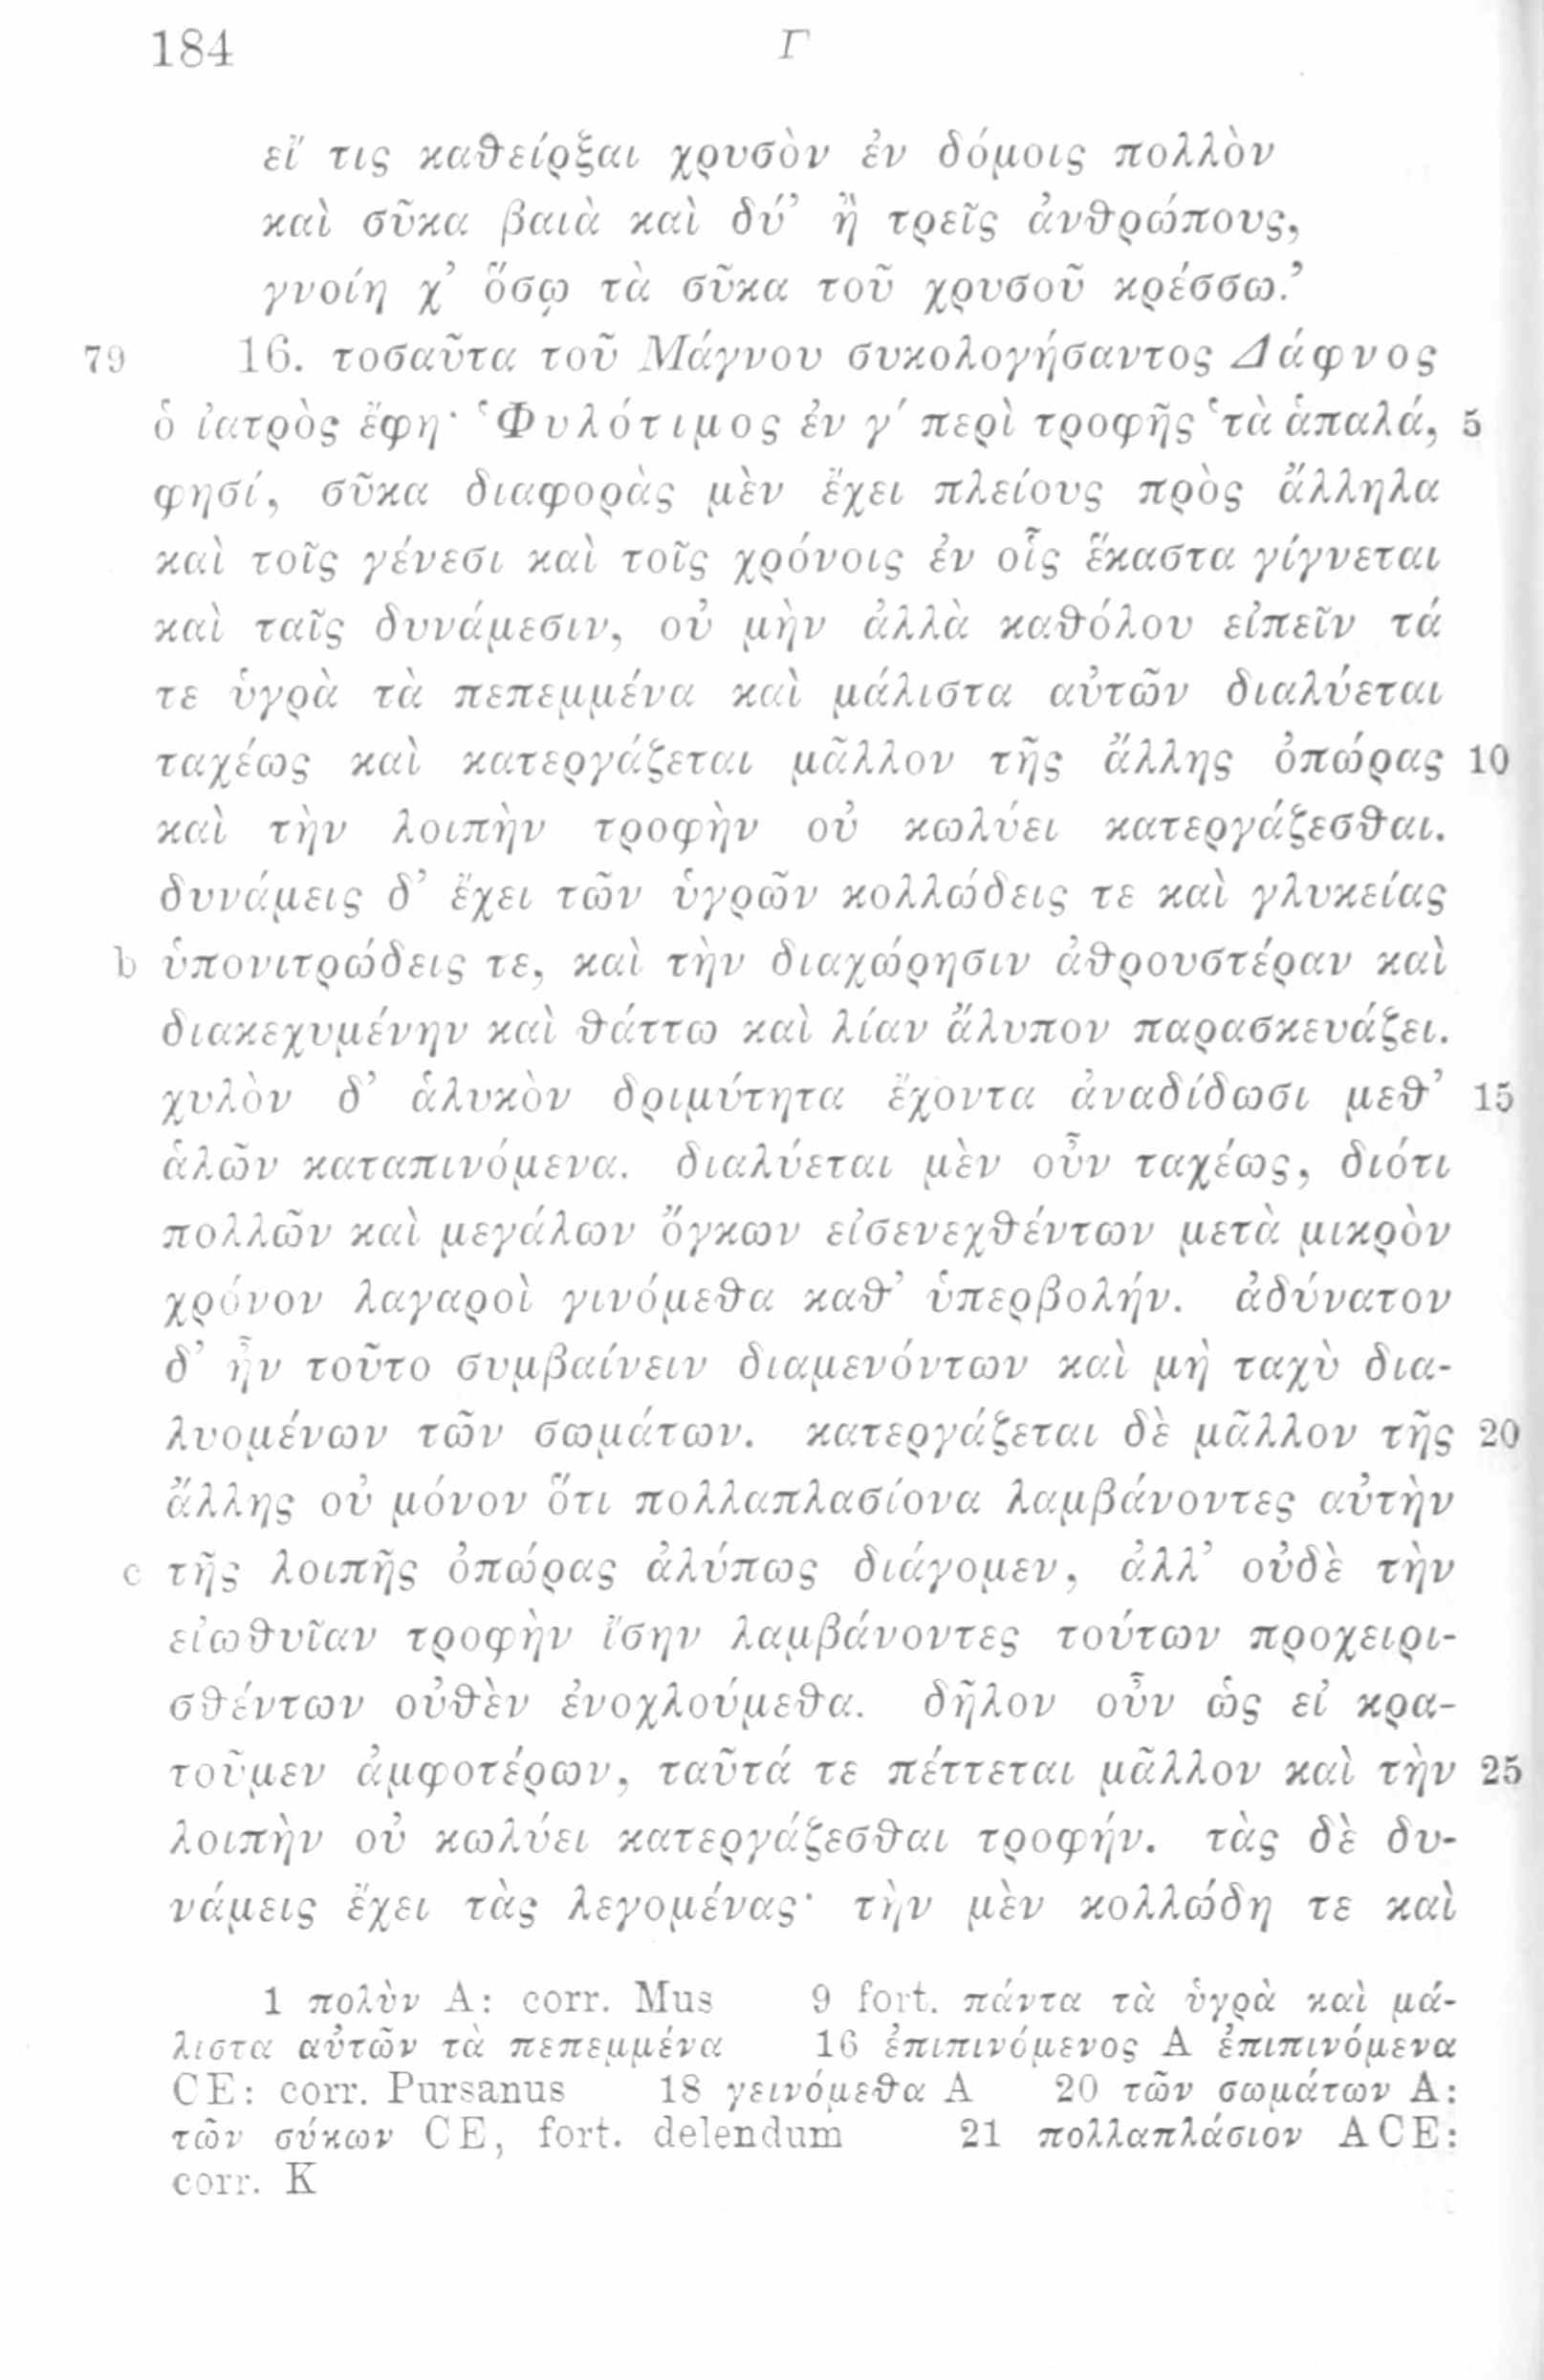 184 Γ
εἴ τις καθείρξαι χρυσὸν ἐν δόμοις πολλὸν
καὶ σῦκα βαιὰ καὶ δύ’ ἢ τρεῖς ἀνθρώπους,
γνοίη χ’ ὅσῳ τὰ σῦκα τοῦ χρυσοῦ κρέσσω.’
79 16. τοσαῦτα τοῦ Μάγνου συκολογήσαντος Δάφνος
ὁ ἰατρὸς ἔφη· ‘Φυλότιμος ἐν γ′ περὶ τροφῆς ‘τὰ ἁπαλά, 5
φησί, σῦκα διαφορὰς μὲν ἔχει πλείους πρὸς ἄλληλα
καὶ τοῖς γένεσι καὶ τοῖς χρόνοις ἐν οἷς ἕκαστα γίγνεται
καὶ ταῖς δυνάμεσιν, οὐ μὴν ἀλλὰ καθόλου εἰπεῖν τά
τε ὑγρὰ τὰ πεπεμμένα καὶ μάλιστα αὐτῶν διαλύεται
ταχέως καὶ κατεργάζεται μᾶλλον τῆς ἄλλης ὀπώρας 10
καὶ τὴν λοιπὴν τροφὴν οὐ κωλύει κατεργάζεσθαι.
δυνάμεις δ’ ἔχει τῶν ὑγρῶν κολλώδεις τε καὶ γλυκείας
b ὑπονιτρώδεις τε, καὶ τὴν διαχώρησιν ἀθρουστέραν καὶ
διακεχυμένην καὶ θάττω καὶ λίαν ἄλυπον παρασκευάζει.
χυλὸν δ’ ἁλυκὸν δριμύτητα ἔχοντα ἀναδίδωσι μεθ’ 15
ἁλῶν καταπινόμενα. διαλύεται μὲν οὖν ταχέως, διότι
πολλῶν καὶ μεγάλων ὄγκων εἰσενεχθέντων μετὰ μικρὸν
χρόνον λαγαροὶ γινόμεθα καθ’ ὑπερβολήν. ἀδύνατον
δ’ ἦν τοῦτο συμβαίνειν διαμενόντων καὶ μὴ ταχὺ δια-
λυομένων τῶν σωμάτων. κατεργάζεται δὲ μᾶλλον τῆς 20
ἄλλης οὐ μόνον ὅτι πολλαπλασίονα λαμβάνοντες αὐτὴν
c τῆς λοιπῆς ὀπώρας ἀλύπως διάγομεν, ἀλλ’ οὐδὲ τὴν
εἰωθυῖαν τροφὴν ἴσην λαμβάνοντες τούτων προχειρι-
σθέντων οὐθὲν ἐνοχλούμεθα. δῆλον οὖν ὡς εἰ κρα-
τοῦμεν ἀμφοτέρων, ταῦτά τε πέττεται μᾶλλον καὶ τὴν 25
λοιπὴν οὐ κωλύει κατεργάζεσθαι τροφήν. τὰς δὲ δυ-
νάμεις ἔχει τὰς λεγομένας· τὴν μὲν κολλώδη τε καὶ
1 πολὺν A: corr. Mus 9 fort. πάντα τὰ ὑγρὰ καὶ μά-
λιστα αὐτῶν τὰ πεπεμμένα 16 ἐπιπινόμενος A ἐπιπινόμενα
CE: corr. Pursanus 18 γεινόμεθα A 20 τῶν σωμάτων A:
τῶν σύκων CE, fort. delendum 21 πολλαπλάσιον ACE:
corr. K